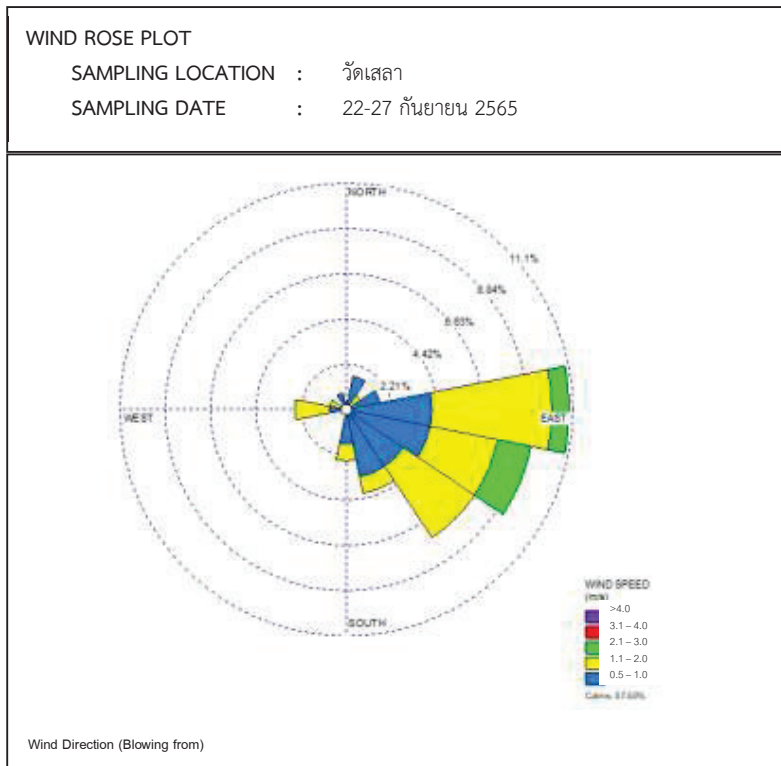 WIND ROSE PLOT
SAMPLING LOCATION : วัดเสลา
SAMPLING DATE : 22-27 กันยายน 2565
NORTH
11.1%
8.84%
6.63%
4.42%
2.21%
WEST
EAST
SOUTH
WIND SPEED
(m/s)
>4.0
3.1 – 4.0
2.1 – 3.0
1.1 – 2.0
0.5 – 1.0
Calms:
Wind Direction (Blowing from)